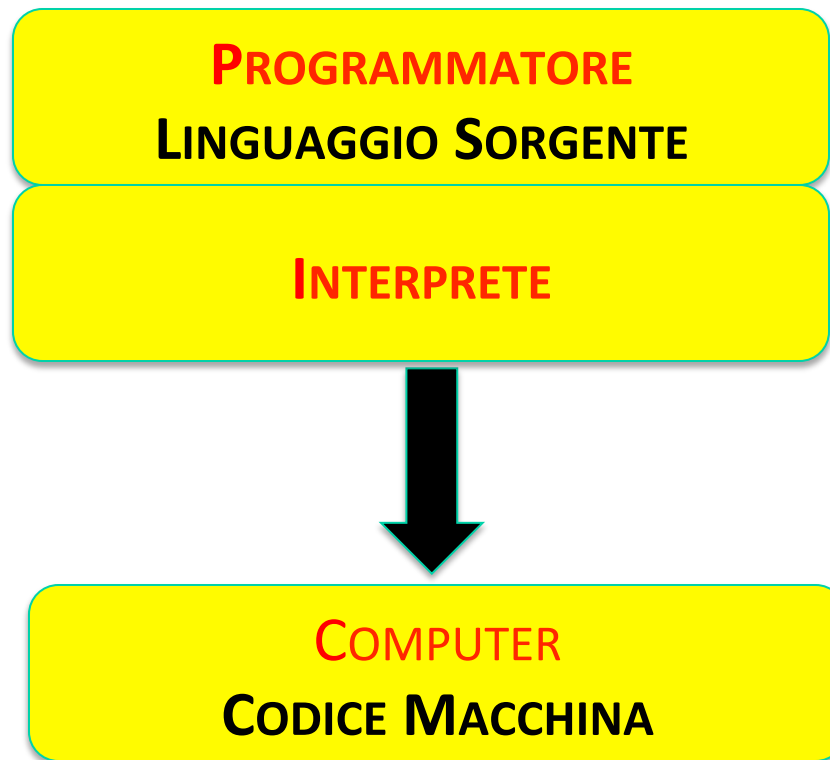 PROGRAMMATORE
LINGUAGGIO SORGENTE
INTERPRETE
COMPUTER
CODICE MACCHINA